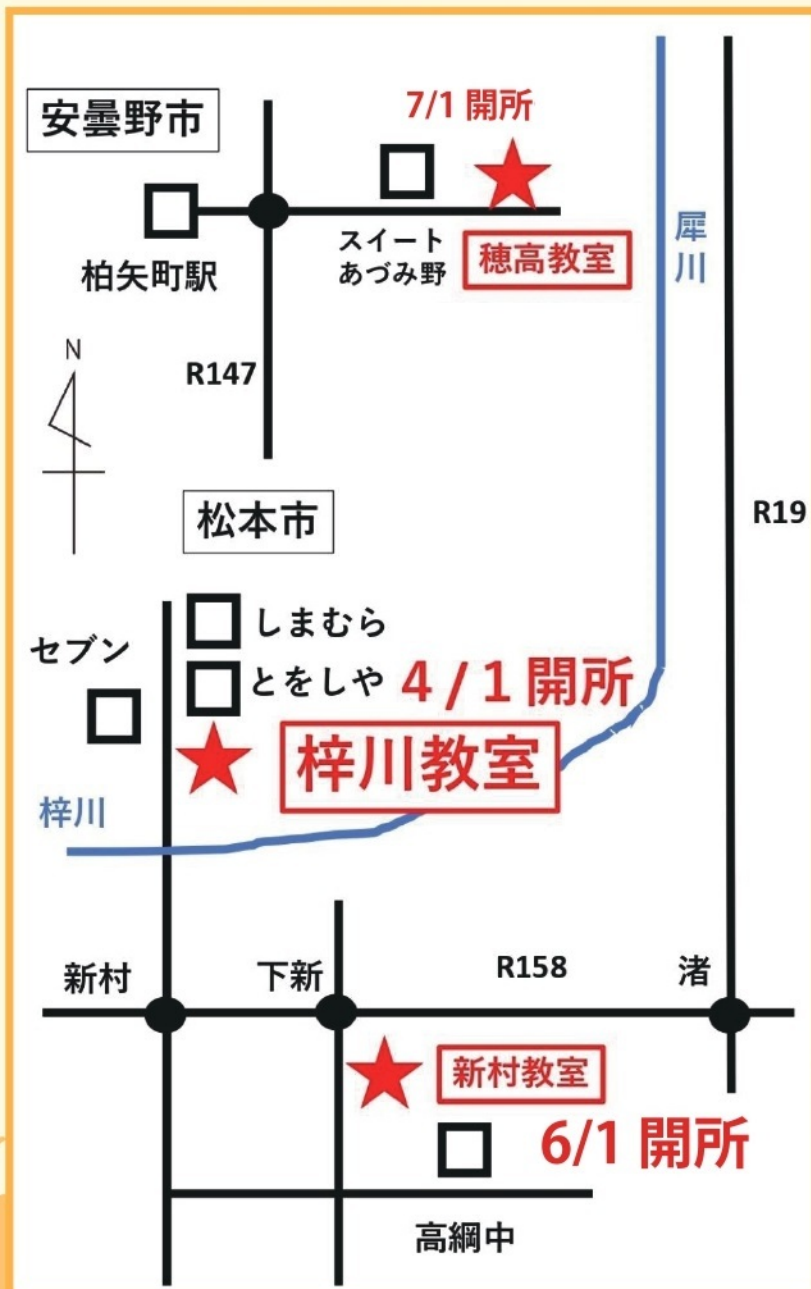 7/1 開所
安曇野市
スイート
あづみ野
穂高教室
犀川
柏矢町駅
N
R147
R19
松本市
しまむら
セブン
とをしや
4/1 開所
梓川教室
梓川
新村
下新
R158
渚
新村教室
6/1 開所
高綱中